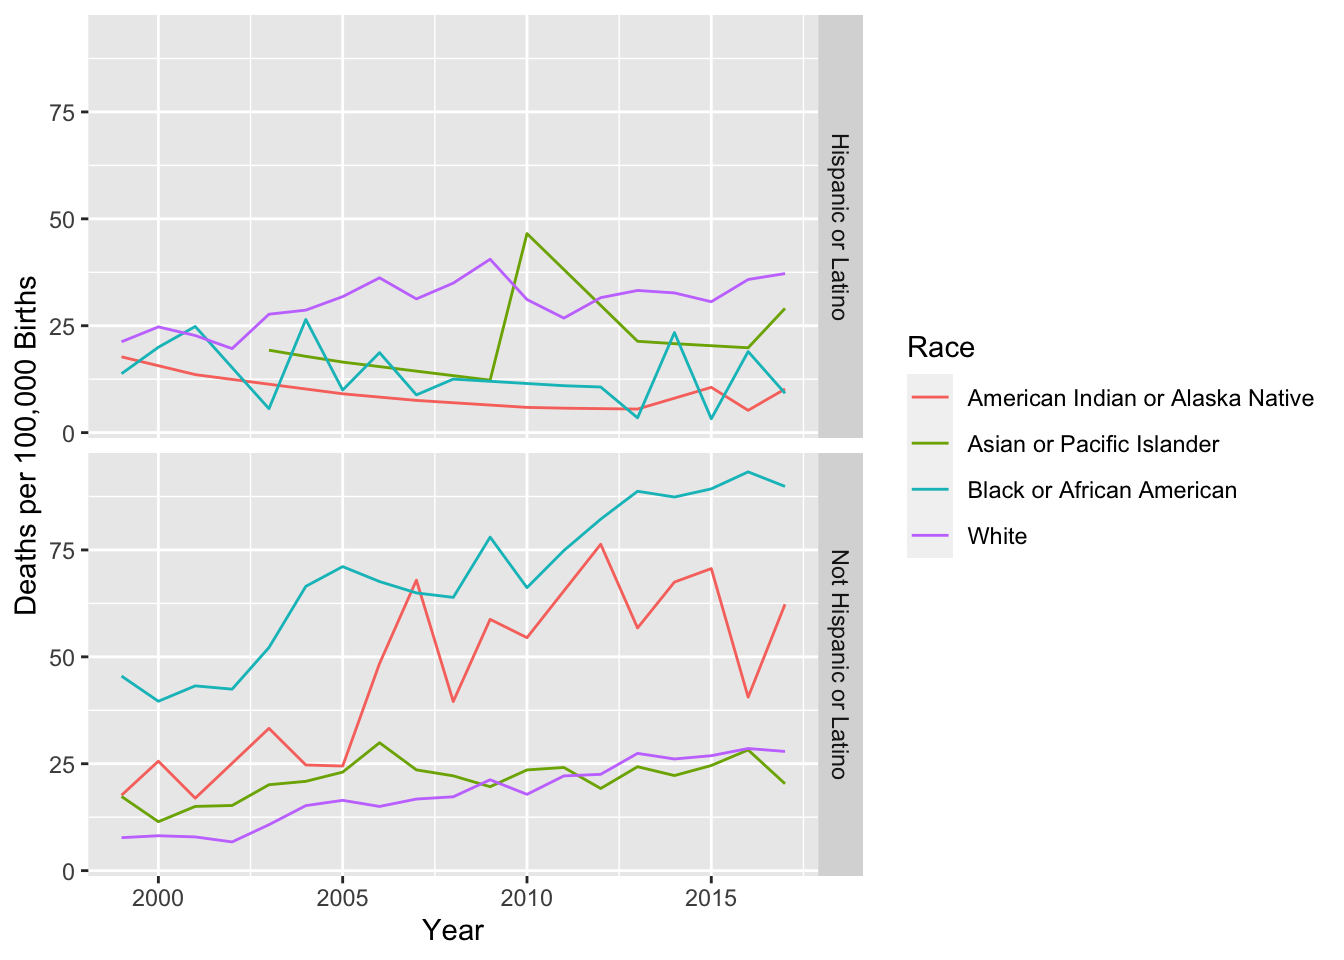 Deaths per 100,000 Births
75
50
25
0
Hispanic or Latino
75
50
25
0
Not Hispanic or Latino
2000
2005
2010
2015
Year
Race
American Indian or Alaska Native
Asian or Pacific Islander
Black or African American
White